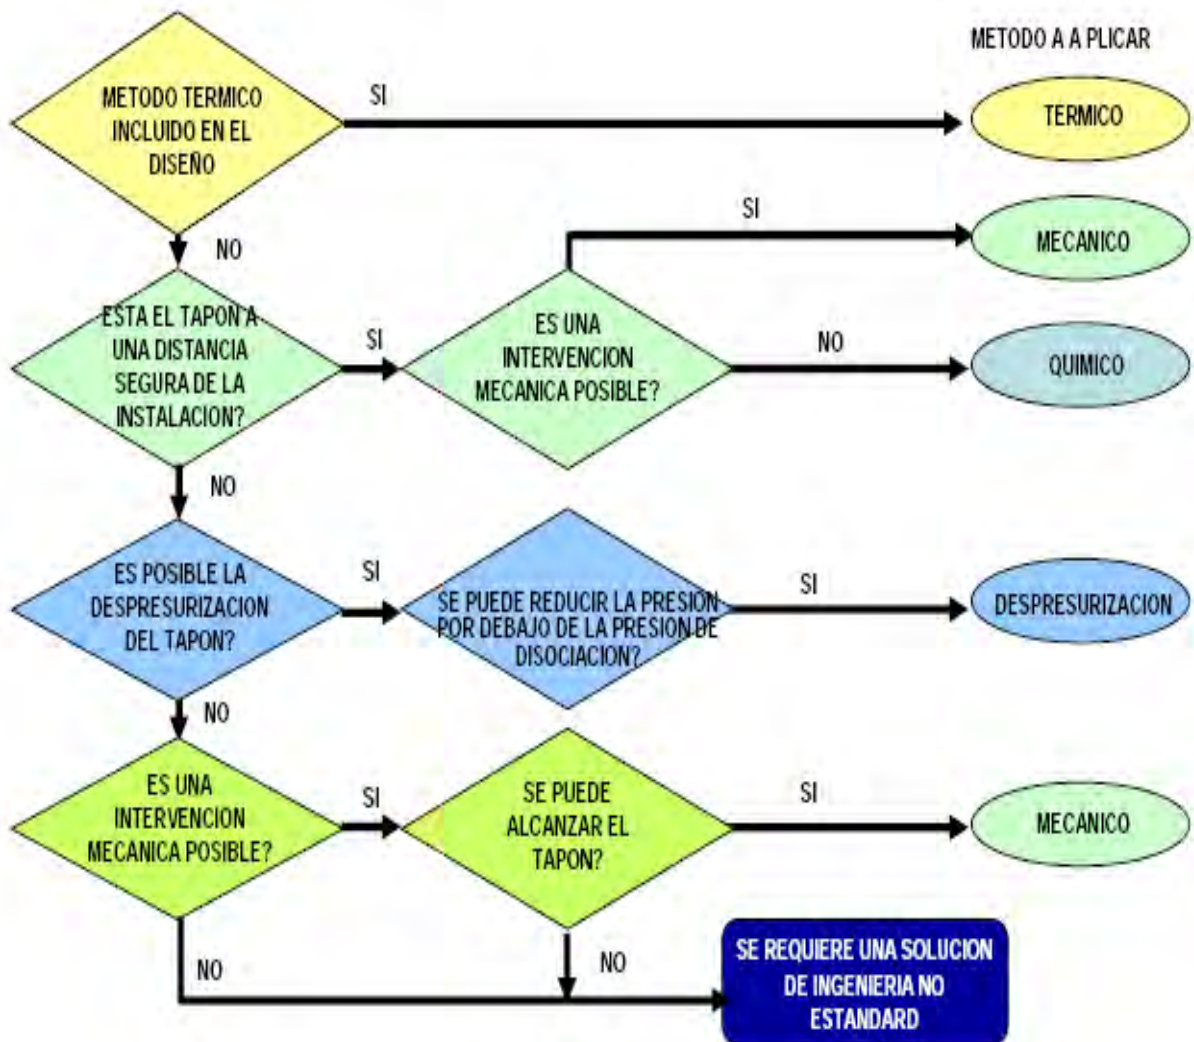 METODO A A PLICAR
METODO TERMICO
INCLUIDO EN EL
DISEÑO
SI
TERMICO
NO
SI
MECANICO
ESTA EL TAPON A
UNA DISTANCIA
SEGURA DE LA
INSTALACION?
SI
ES UNA
INTERVENCION
MECANICA POSIBLE?
NO
QUIMICO
NO
ES POSIBLE LA
DESPRESURIZACION
DEL TAPON?
SI
SE PUEDE REDUCIR LA PRESION
POR DEBAJO DE LA PRESION DE
DISOCIACION?
SI
DESPRESURIZACION
NO
ES UNA
INTERVENCION
MECANICA POSIBLE?
SI
SE PUEDE
ALCANZAR EL
TAPON?
SI
MECANICO
NO
NO
SE REQUIERE UNA SOLUCION
DE INGENIERIA NO
ESTANDARD